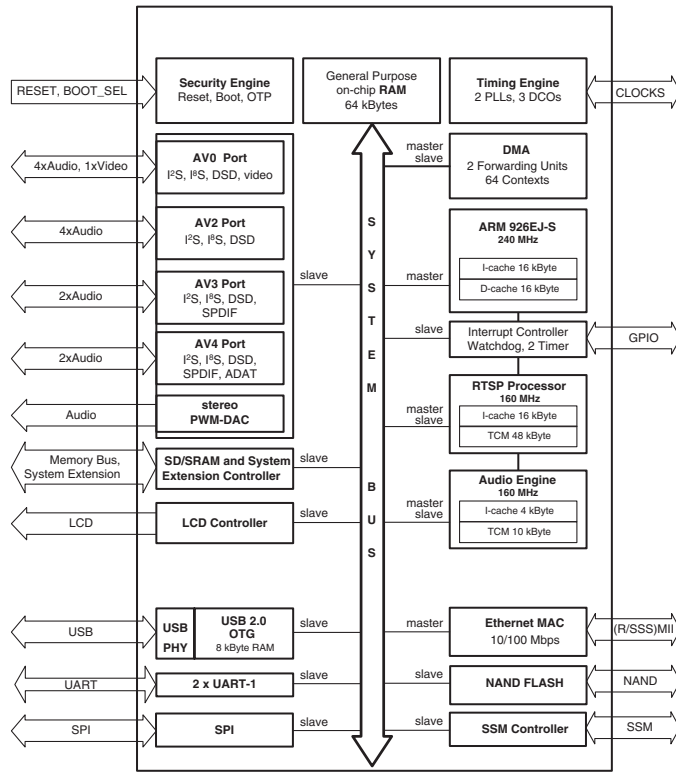 RESET, BOOT_SEL
Security Engine
Reset, Boot, OTP
General Purpose
on-chip RAM
64 kBytes
Timing Engine
2 PLLs, 3 DCOs
CLOCKS
4xAudio, 1xVideo
AV0 Port
I²S, I⁸S, DSD, video
master
slave
DMA
2 Forwarding Units
64 Contexts
4xAudio
AV2 Port
I²S, I⁸S, DSD
2xAudio
AV3 Port
I²S, I⁸S, DSD,
SPDIF
slave
2xAudio
AV4 Port
I²S, I⁸S, DSD,
SPDIF, ADAT
Audio
stereo
PWM-DAC
SYSTEM BUS
master
ARM 926EJ-S
240 MHz
I-cache 16 kByte
D-cache 16 kByte
slave
Interrupt Controller
Watchdog, 2 Timer
GPIO
master
slave
RTSP Processor
160 MHz
I-cache 16 kByte
TCM 48 kByte
Memory Bus,
System Extension
SD/SRAM and System
Extension Controller
slave
master
slave
Audio Engine
160 MHz
I-cache 4 kByte
TCM 10 kByte
LCD
LCD Controller
slave
USB
USB
PHY
USB 2.0
OTG
8 kByte RAM
slave
master
Ethernet MAC
10/100 Mbps
(R/SSS)MII
UART
2 x UART-1
slave
slave
NAND FLASH
NAND
SPI
SPI
slave
slave
SSM Controller
SSM